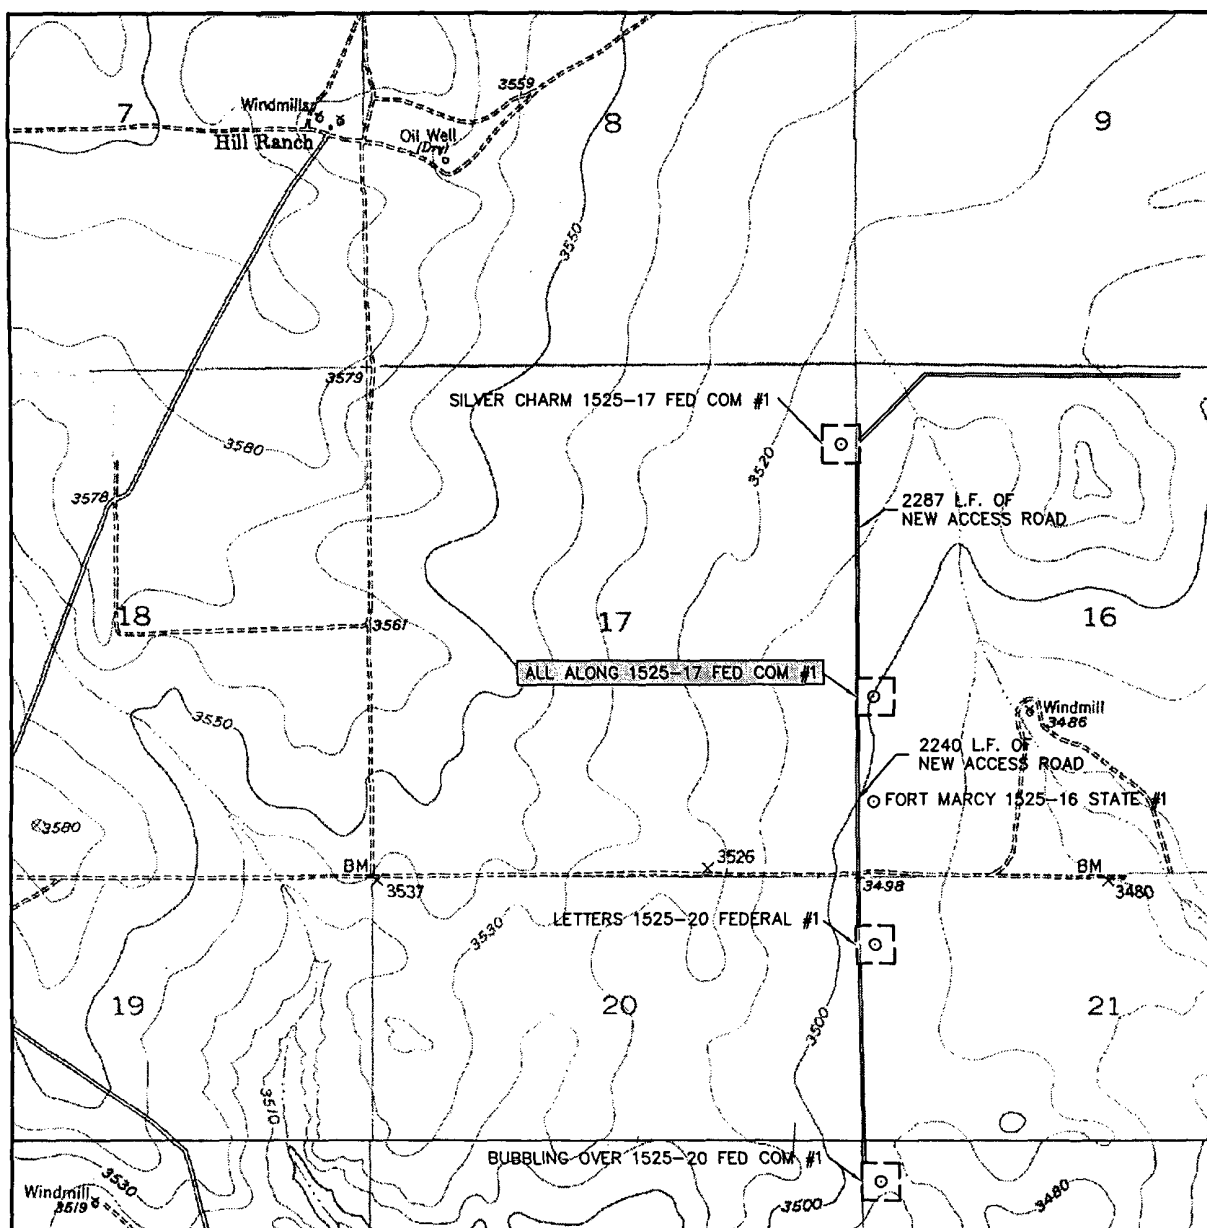 3559
Windmills
7
8
9
Oil Well
(Dry)
Hill Ranch
3550
3579
SILVER CHARM 1525-17 FED COM #1
3580
3520
3578
2287 L.F. OF
NEW ACCESS ROAD
18
3561
17
16
ALL ALONG 1525-17 FED COM #1
3550
Windmill
3486
2240 L.F. OF
NEW ACCESS ROAD
FORT MARCY 1525-16 STATE #1
3580
BM
3526
BM
3537
3498
3480
LETTERS 1525-20 FEDERAL #1
3530
19
20
21
3500
3510
BUBBLING OVER 1525-20 FED COM #1
3530
Windmill
3519
3500
3480